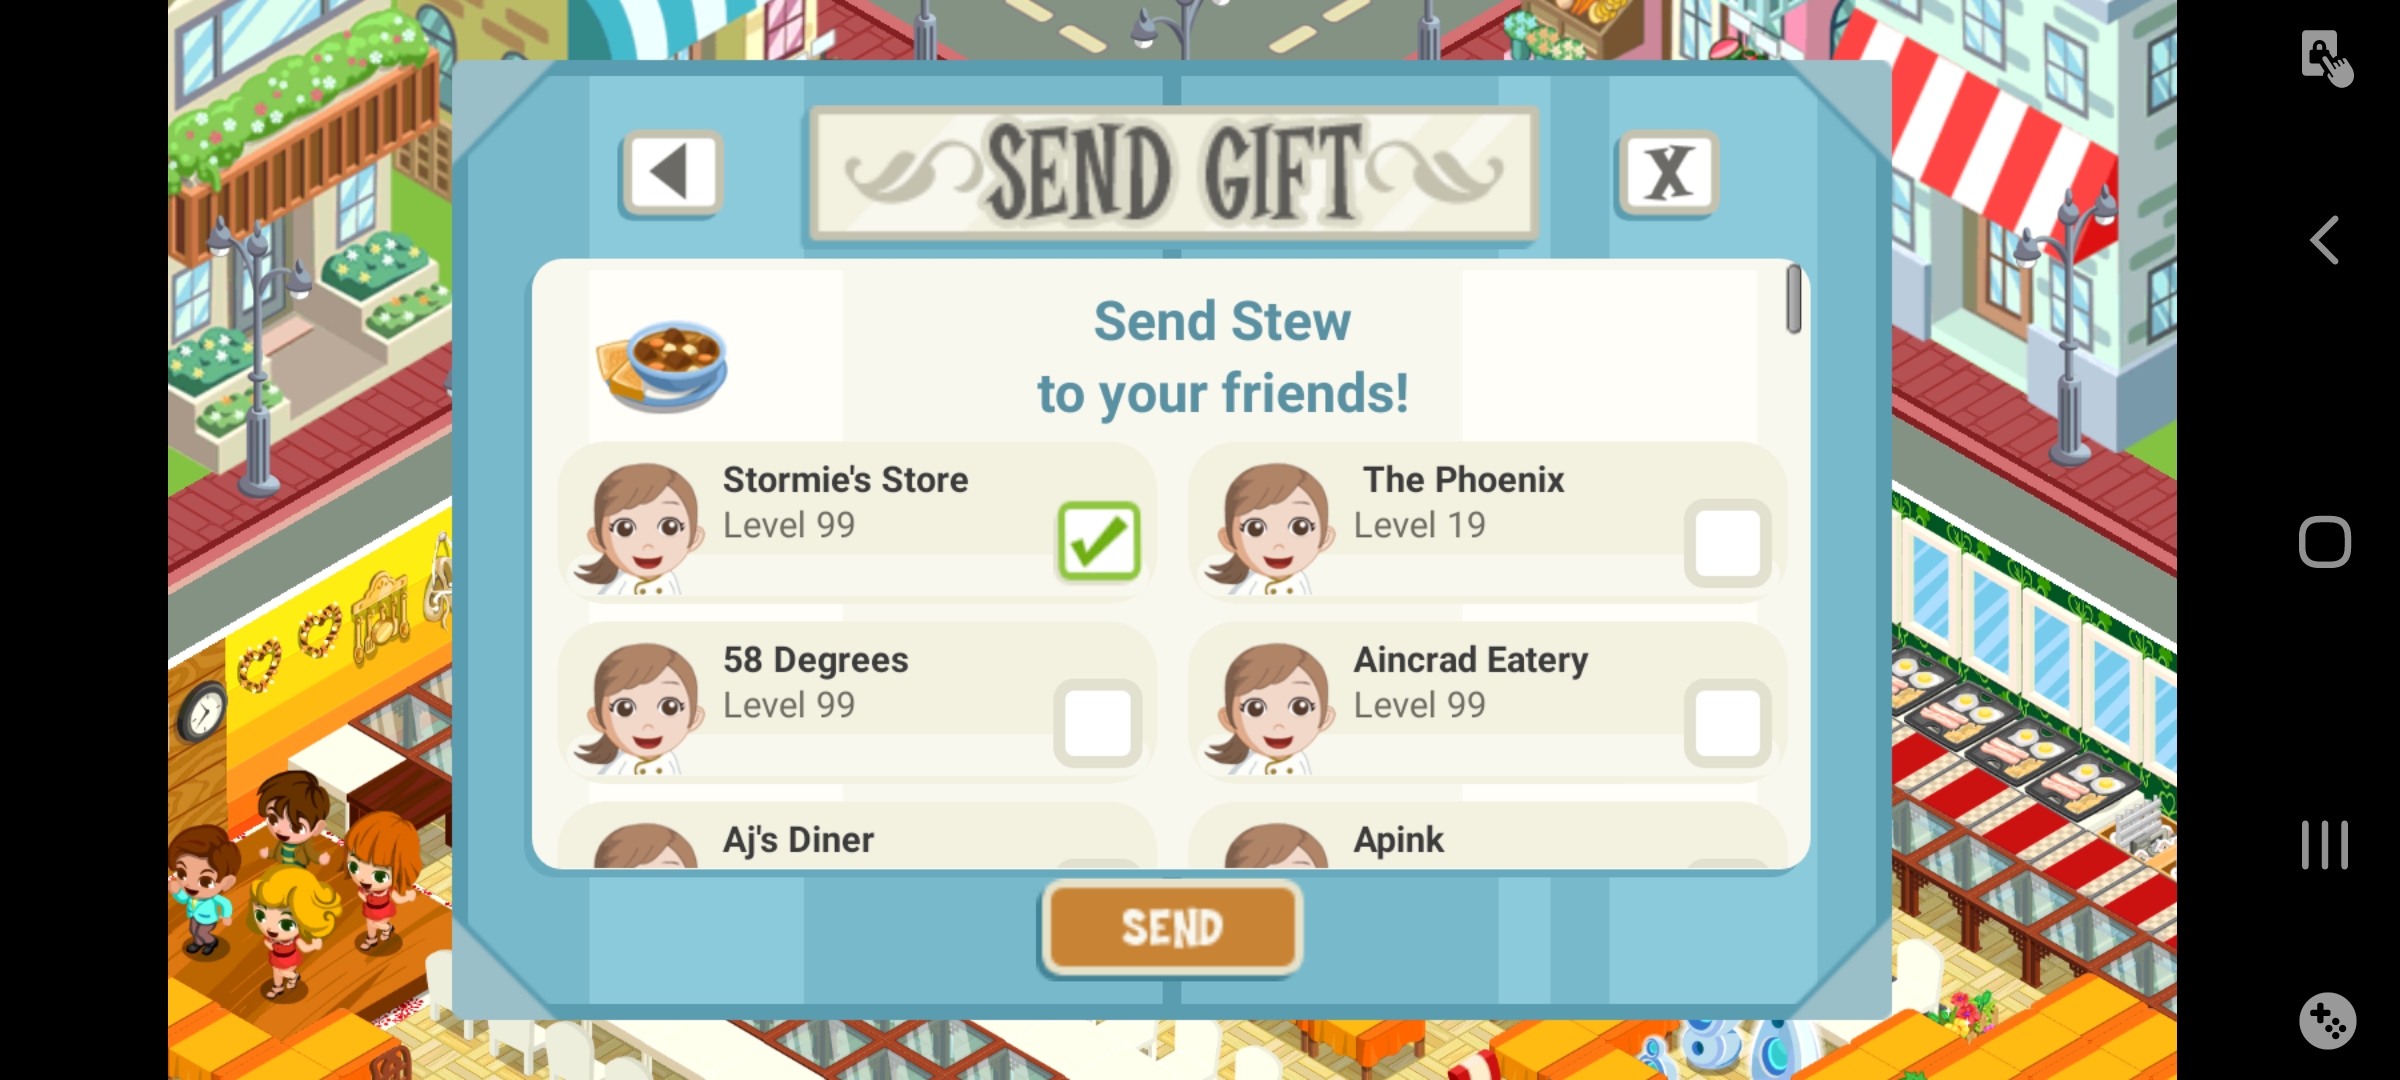 SEND GIFT
X
Send Stew
to your friends!
Stormie's Store
Level 99
The Phoenix
Level 19
58 Degrees
Level 99
Aincrad Eatery
Level 99
Aj's Diner
Apink
SEND